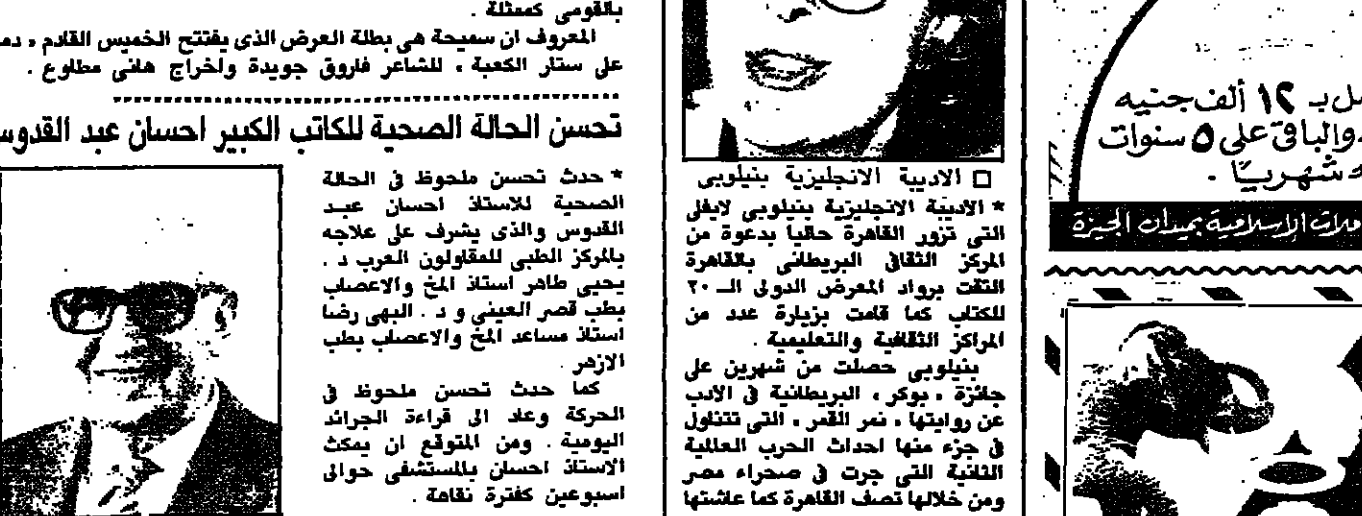 بالقومى كممثلة .
المعروف ان سميحة هى بطلة العرض الذى يفتتح الخميس القادم «
على ستار الكعبة » للشاعر فاروق جويدة واخراج هانى مطاوع .
تحسن الحالة الصحية للكاتب الكبير احسان عبد
* حدث تحسن ملحوظ فى الحالة
الصحية للاستاذ احسان عبد
القدوس والذى يشرف على علاجه
بالمركز الطبى للمقاولون العرب د .
يحيى طاهر استاذ المخ والاعصاب
بطب قصر العينى و د . البهى رضا
استاذ مساعد المخ والاعصاب بطب
الازهر .
كما حدث تحسن ملحوظ فى
الحركة وعاد الى قراءة الجرائد
اليومية . ومن المتوقع ان يمكث
الاستاذ احسان بالمستشفى حوالى
اسبوعين كفترة نقاهة .
□ الاديبة الانجليزية بنيلوبى
* الاديبة الانجليزية بنيلوبى لايفلى
التى تزور القاهرة حاليا بدعوة من
المركز الثقافى البريطانى بالقاهرة
التقت برواد المعرض الدولى الـ ٢٠
للكتاب كما قامت بزيارة عدد من
المراكز الثقافية والتعليمية .
بنيلوبى حصلت من شهرين على
جائزة « بوكر » البريطانية فى الأدب
عن روايتها « نمر القمر » التى تتناول
فى جزء منها احداث الحرب العالمية
الثانية التى جرت فى صحراء مصر
ومن خلالها تصف القاهرة كما عاشتها
١٢ ألف جنيه
والباقى على ٥ سنوات
شهريًا .
الإسلامية بميدان الجيزة